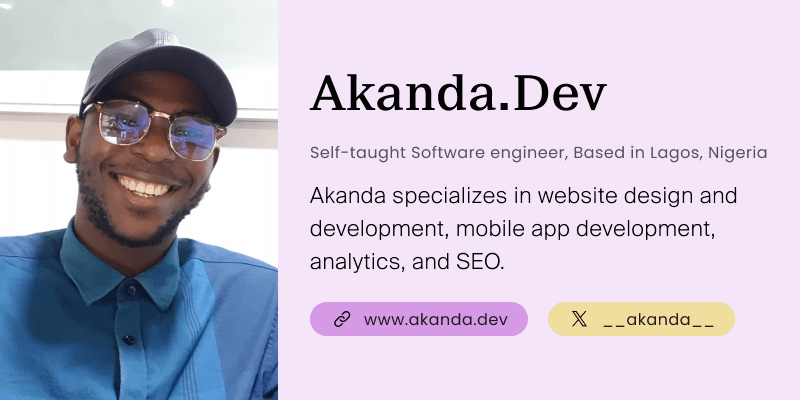 Akanda.Dev
Self-taught Software engineer, Based in Lagos, Nigeria
Akanda specializes in website design and
development, mobile app development,
analytics, and SEO.
www.akanda.dev
__akanda__